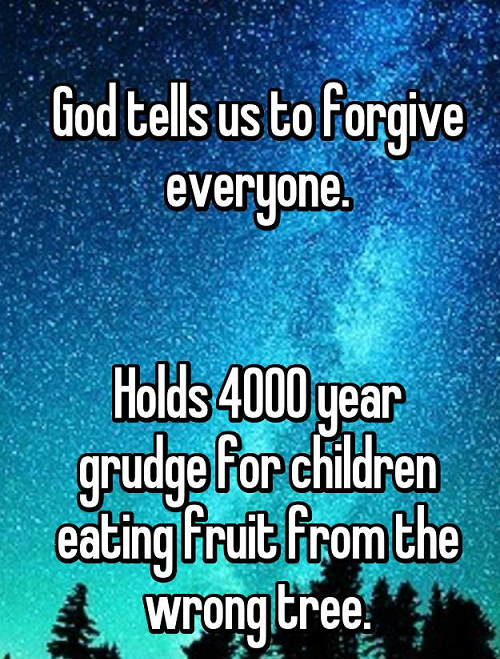 God tells us to forgive
everyone.
Holds 4000 year
grudge for children
eating fruit from the
wrong tree.